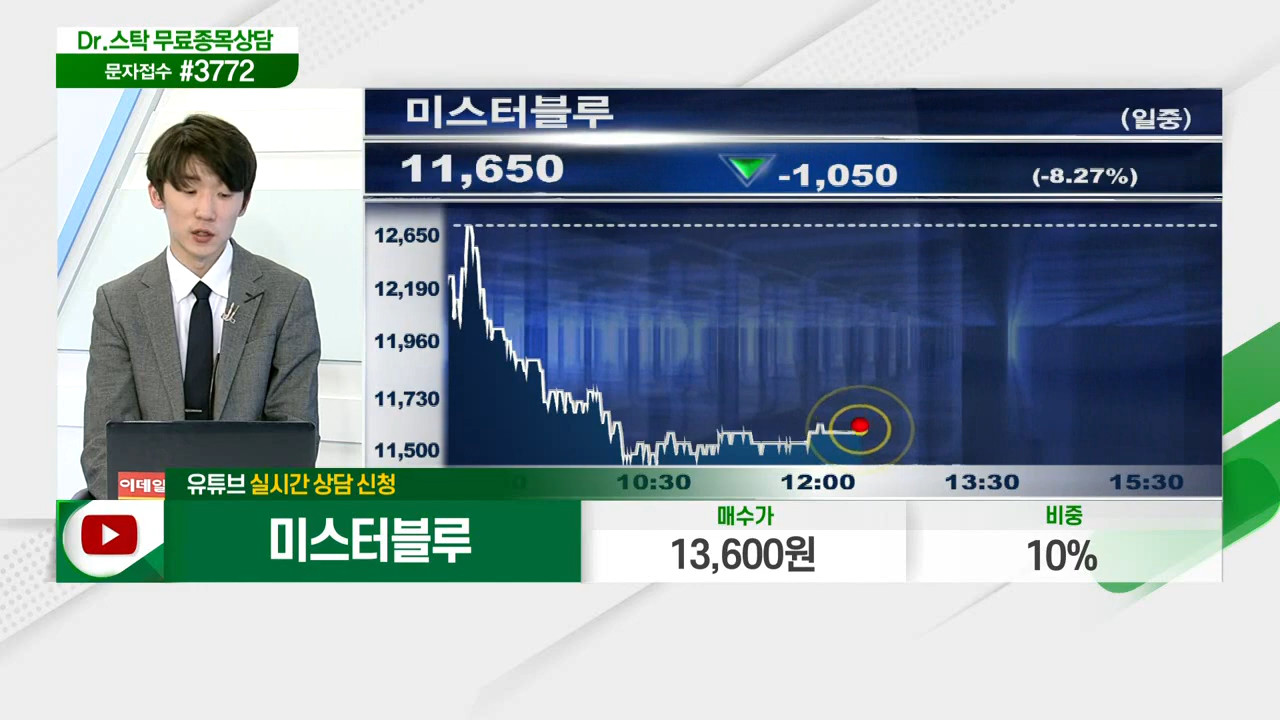 Dr.스탁 무료종목상담
문자접수 #3772
미스터블루
(일중)
11,650
-1,050
(-8.27%)
12,650
12,190
11,960
11,730
11,500
10:30
12:00
13:30
15:30
이데일
유튜브 실시간 상담 신청
미스터블루
매수가
13,600원
비중
10%